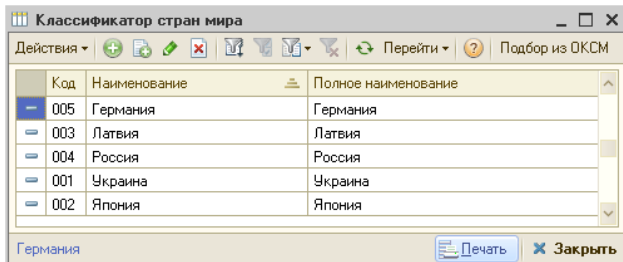 Классификатор стран мира
Действия Перейти ? Подбор из ОКСМ
Код Наименование Полное наименование
005 Германия Германия
003 Латвия Латвия
004 Россия Россия
001 Украина Украина
002 Япония Япония
Германия Печать Закрыть